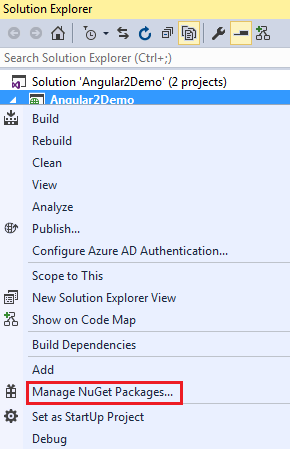 Solution Explorer
Search Solution Explorer (Ctrl+;)
Solution 'Angular2Demo' (2 projects)
Angular2Demo
Build
Rebuild
Clean
View
Analyze
Publish...
Configure Azure AD Authentication...
Scope to This
New Solution Explorer View
Show on Code Map
Build Dependencies
Add
Manage NuGet Packages...
Set as StartUp Project
Debug